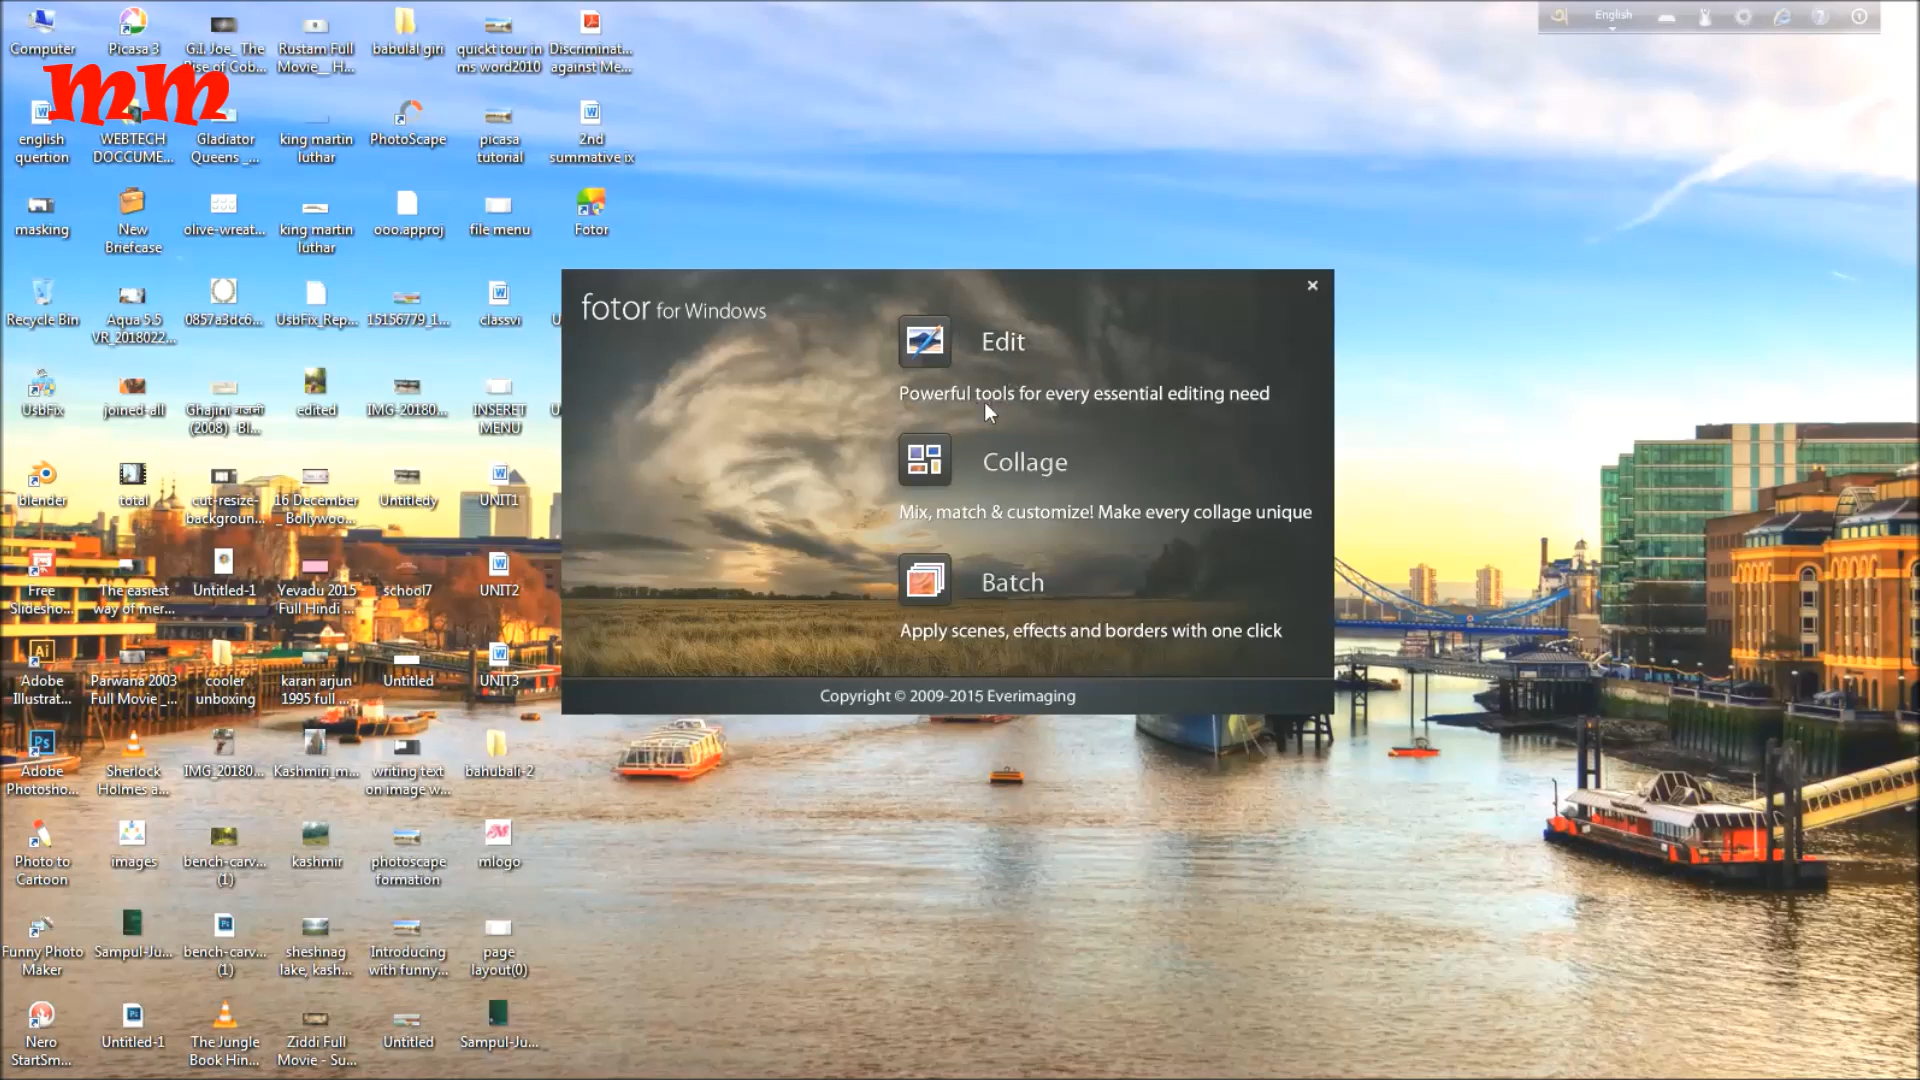 Computer
Picasa 3
G.I. Joe_ The
Rise of Cob...
Rustam Full
Movie__ H...
babulal giri
quickt tour in
ms word2010
Discriminat...
against Me...
English
mm
english
quertion
WEBTECH
DOCCUME...
Gladiator
Queens _...
king martin
luthar
PhotoScape
picasa
tutorial
2nd
summative ix
masking
New
Briefcase
olive-wreat...
king martin
luthar
ooo.approj
file menu
Fotor
Recycle Bin
Aqua 5.5
VR_2018022...
0857a3dc6...
UsbFix_Rep...
15156779_1...
classvi
UsbFix
joined-all
Ghajini गजनी
(2008) -Bl...
edited
IMG-20180...
INSERET
MENU
blender
total
cut-resize-
backgroun...
16 December
_ Bollywoo...
Untitledy
UNIT1
Free
Slidesho...
The easiest
way of mer...
Untitled-1
Yevadu 2015
Full Hindi ...
school7
UNIT2
Adobe
Illustrat...
Parwana 2003
Full Movie _...
cooler
unboxing
karan arjun
1995 full ...
Untitled
UNIT3
Adobe
Photosho...
Sherlock
Holmes a...
IMG_20180...
Kashmiri_m...
writing text
on image w...
bahubali-2
Photo to
Cartoon
images
bench-carv...
(1)
kashmir
photoscape
formation
mlogo
Funny Photo
Maker
Sampul-Ju...
bench-carv...
(1)
sheshnag
lake, kash...
Introducing
with funny...
page
layout(0)
Nero
StartSm...
Untitled-1
The Jungle
Book Hin...
Ziddi Full
Movie - Su...
Untitled
Sampul-Ju...
fotor for Windows
Edit
Powerful tools for every essential editing need
Collage
Mix, match & customize! Make every collage unique
Batch
Apply scenes, effects and borders with one click
Copyright © 2009-2015 Everimaging